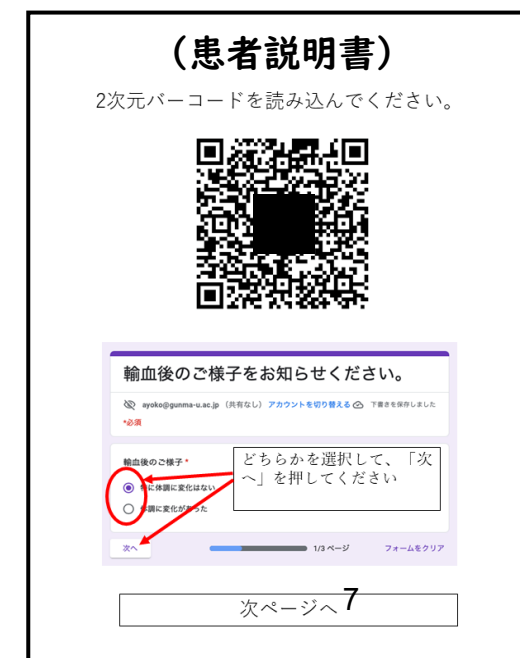 （患者説明書）
2次元バーコードを読み込んでください。
輸血後のご様子をお知らせください。
ayoko@gunma-u.ac.jp （共有なし） アカウントを切り替える 下書きを保存しました
*必須
輸血後のご様子 *
どちらかを選択して、「次
へ」を押してください
特に体調に変化はない
体調に変化があった
次へ
1/3 ページ
フォームをクリア
次ページへ
7